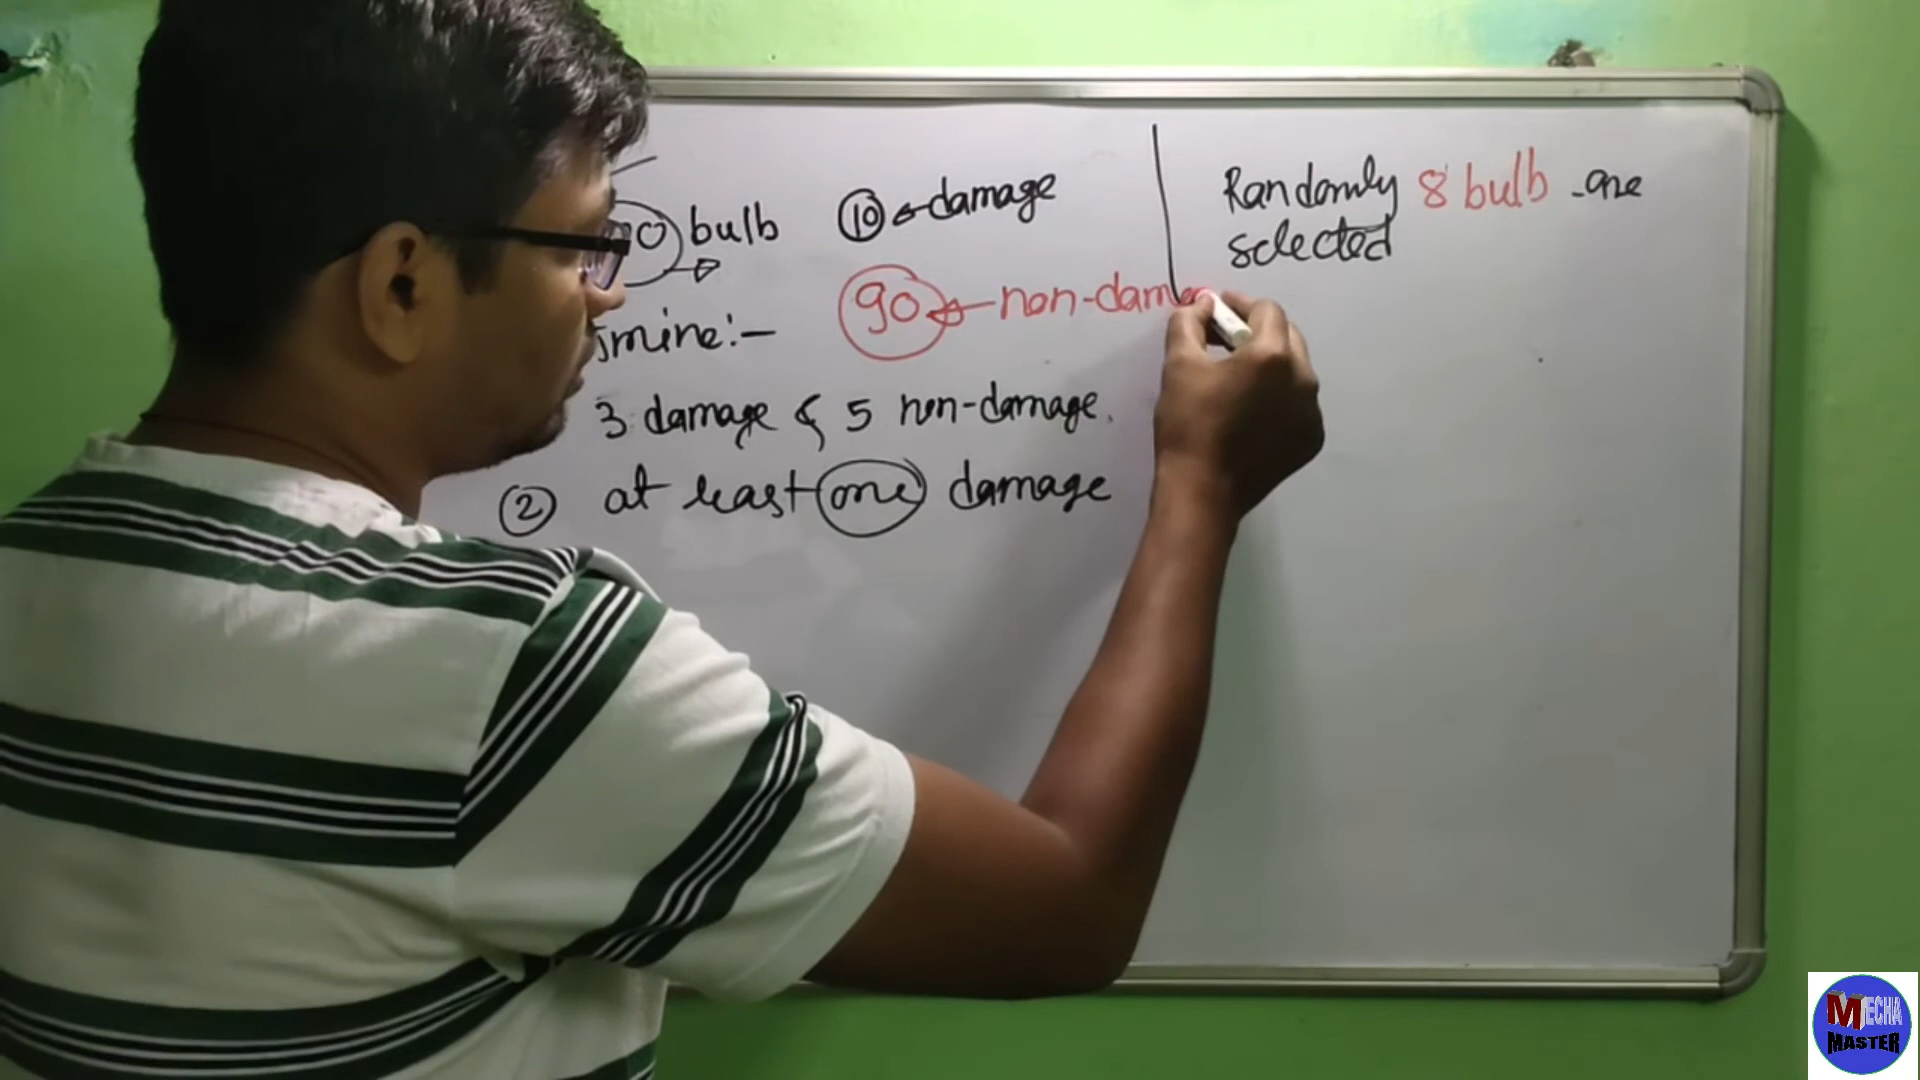 bulb
10 damage
90 non-dam
mine:-
3 damage & 5 non-damage.
2 at least one damage
Randomly 8 bulb are
selected
MECHA
MASTER